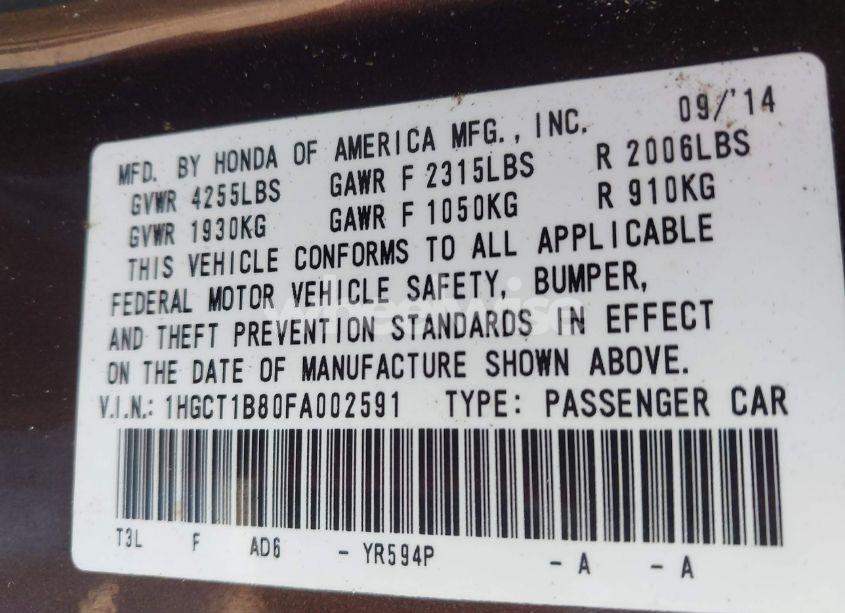 09/'14
MFD. BY HONDA OF AMERICA MFG., INC.
GVWR 4255LBS GAWR F 2315LBS R 2006LBS
GVWR 1930KG GAWR F 1050KG R 910KG
THIS VEHICLE CONFORMS TO ALL APPLICABLE
FEDERAL MOTOR VEHICLE SAFETY, BUMPER,
AND THEFT PREVENTION STANDARDS IN EFFECT
ON THE DATE OF MANUFACTURE SHOWN ABOVE.
V.I.N.: 1HGCT1B80FA002591 TYPE: PASSENGER CAR
T3L F AD6 - YR594P - A - A
wheelwise